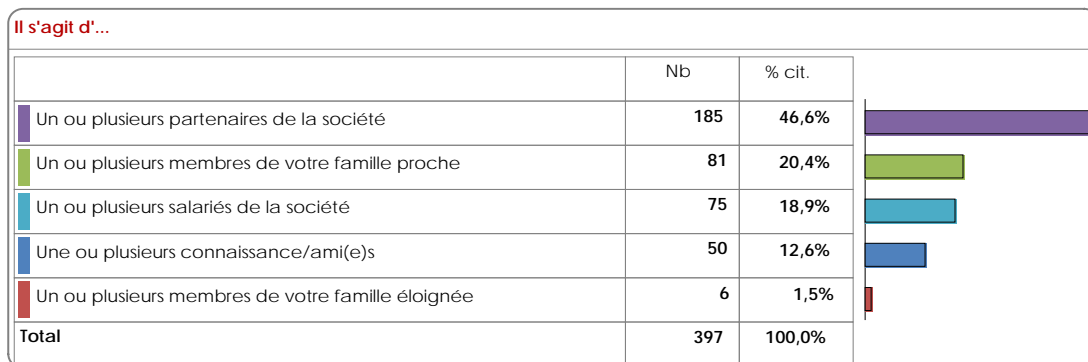 Il s'agit d'...
Nb % cit.
Un ou plusieurs partenaires de la société 185 46,6%
Un ou plusieurs membres de votre famille proche 81 20,4%
Un ou plusieurs salariés de la société 75 18,9%
Une ou plusieurs connaissance/ami(e)s 50 12,6%
Un ou plusieurs membres de votre famille éloignée 6 1,5%
Total 397 100,0%